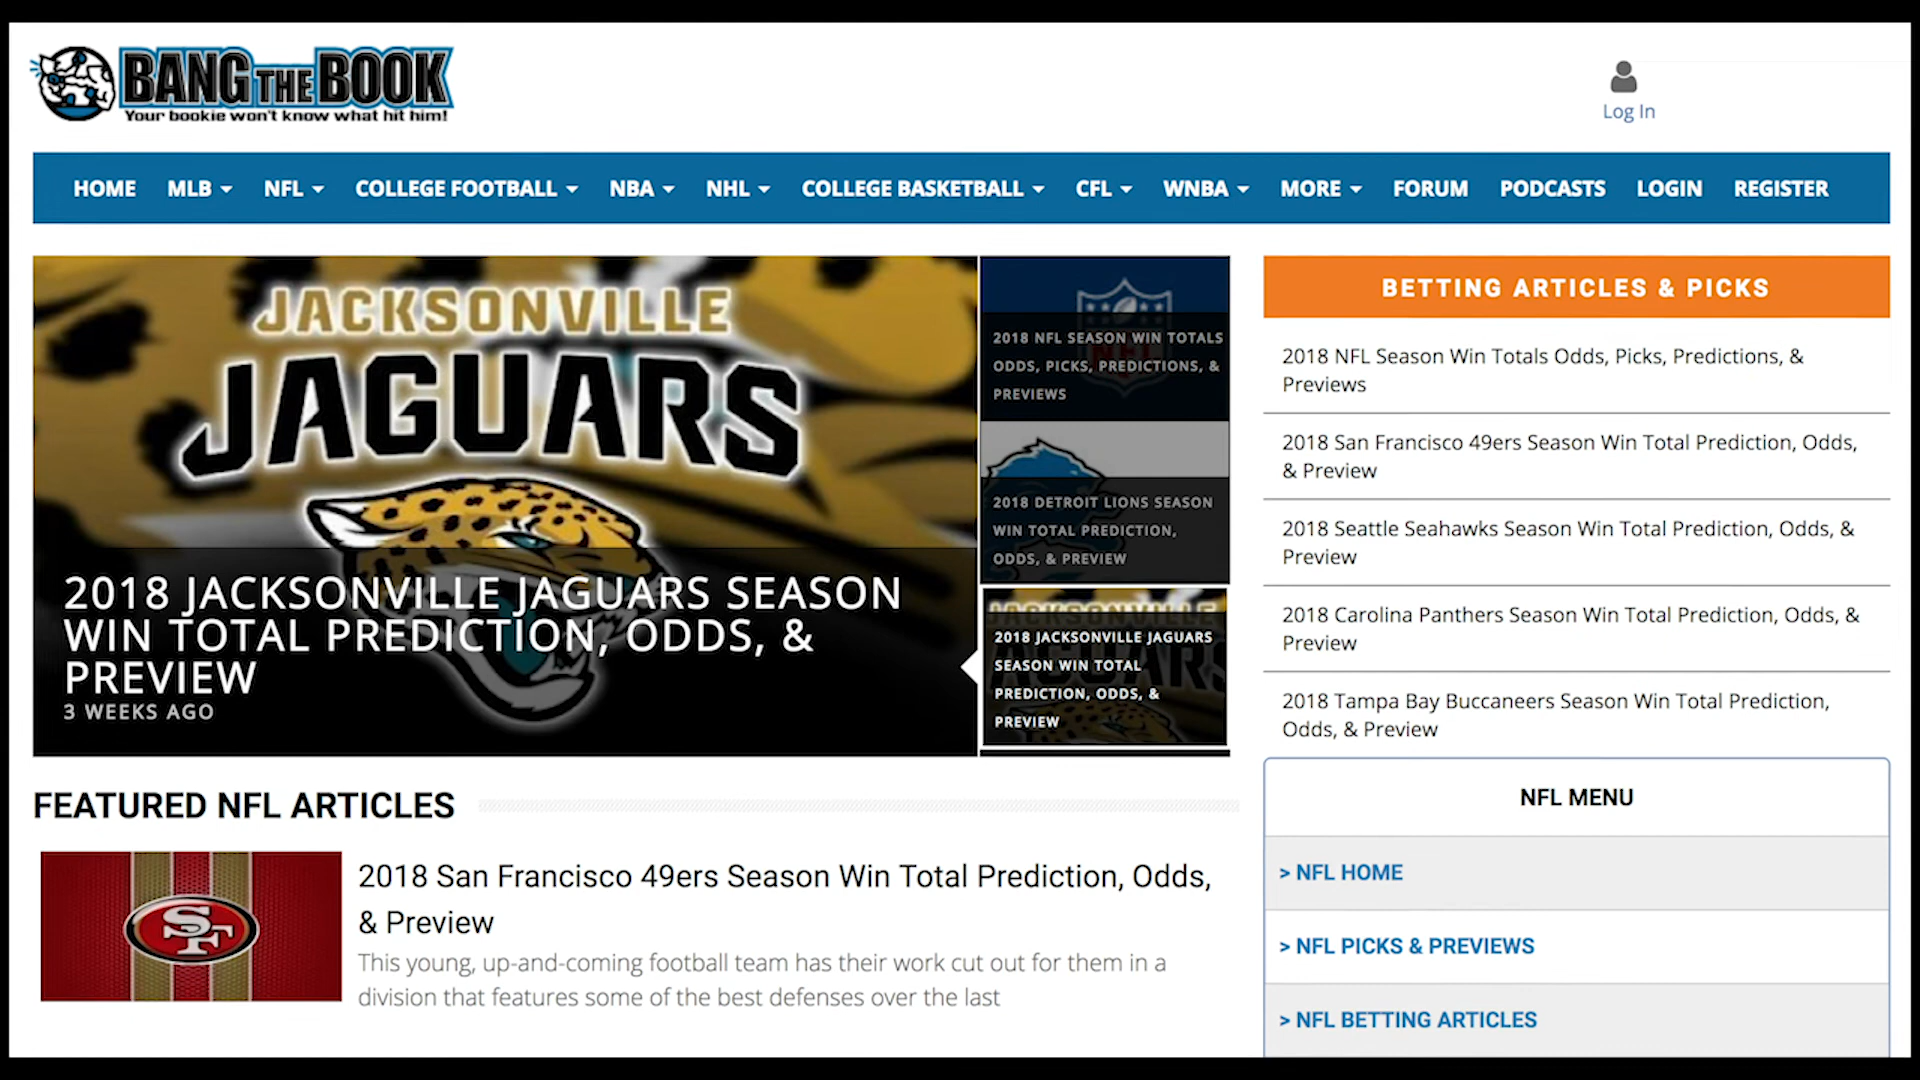 BANG THE BOOK
Your bookie won't know what hit him!
Log In
HOME MLB NFL COLLEGE FOOTBALL NBA NHL COLLEGE BASKETBALL CFL WNBA MORE FORUM PODCASTS LOGIN REGISTER
JACKSONVILLE
JAGUARS
2018 JACKSONVILLE JAGUARS SEASON
WIN TOTAL PREDICTION, ODDS, &
PREVIEW
3 WEEKS AGO
2018 NFL SEASON WIN TOTALS
ODDS, PICKS, PREDICTIONS, &
PREVIEWS
2018 DETROIT LIONS SEASON
WIN TOTAL PREDICTION,
ODDS, & PREVIEW
2018 JACKSONVILLE JAGUARS
SEASON WIN TOTAL
PREDICTION, ODDS, &
PREVIEW
BETTING ARTICLES & PICKS
2018 NFL Season Win Totals Odds, Picks, Predictions, &
Previews
2018 San Francisco 49ers Season Win Total Prediction, Odds,
& Preview
2018 Seattle Seahawks Season Win Total Prediction, Odds, &
Preview
2018 Carolina Panthers Season Win Total Prediction, Odds, &
Preview
2018 Tampa Bay Buccaneers Season Win Total Prediction,
Odds, & Preview
FEATURED NFL ARTICLES
SF
2018 San Francisco 49ers Season Win Total Prediction, Odds,
& Preview
This young, up-and-coming football team has their work cut out for them in a
division that features some of the best defenses over the last
NFL MENU
> NFL HOME
> NFL PICKS & PREVIEWS
> NFL BETTING ARTICLES